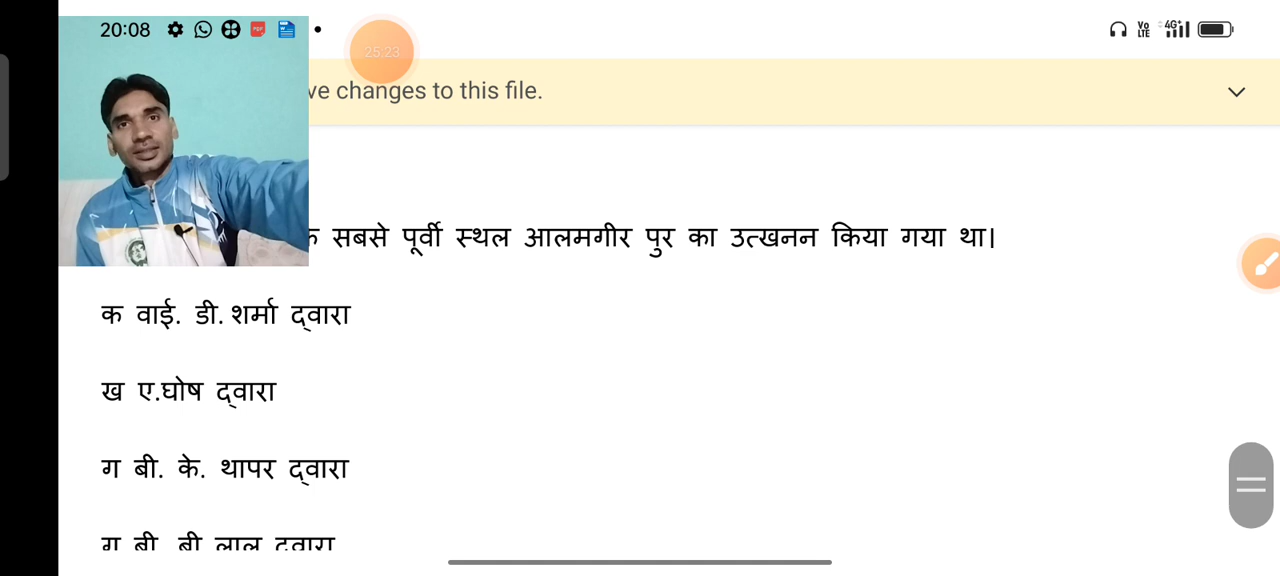 20:08
25:23
ve changes to this file.
सबसे पूर्वी स्थल आलमगीर पुर का उत्खनन किया गया था।
क वाई. डी. शर्मा द्वारा
ख ए.घोष द्वारा
ग बी. के. थापर द्वारा
ग बी. बी लाल द्वारा